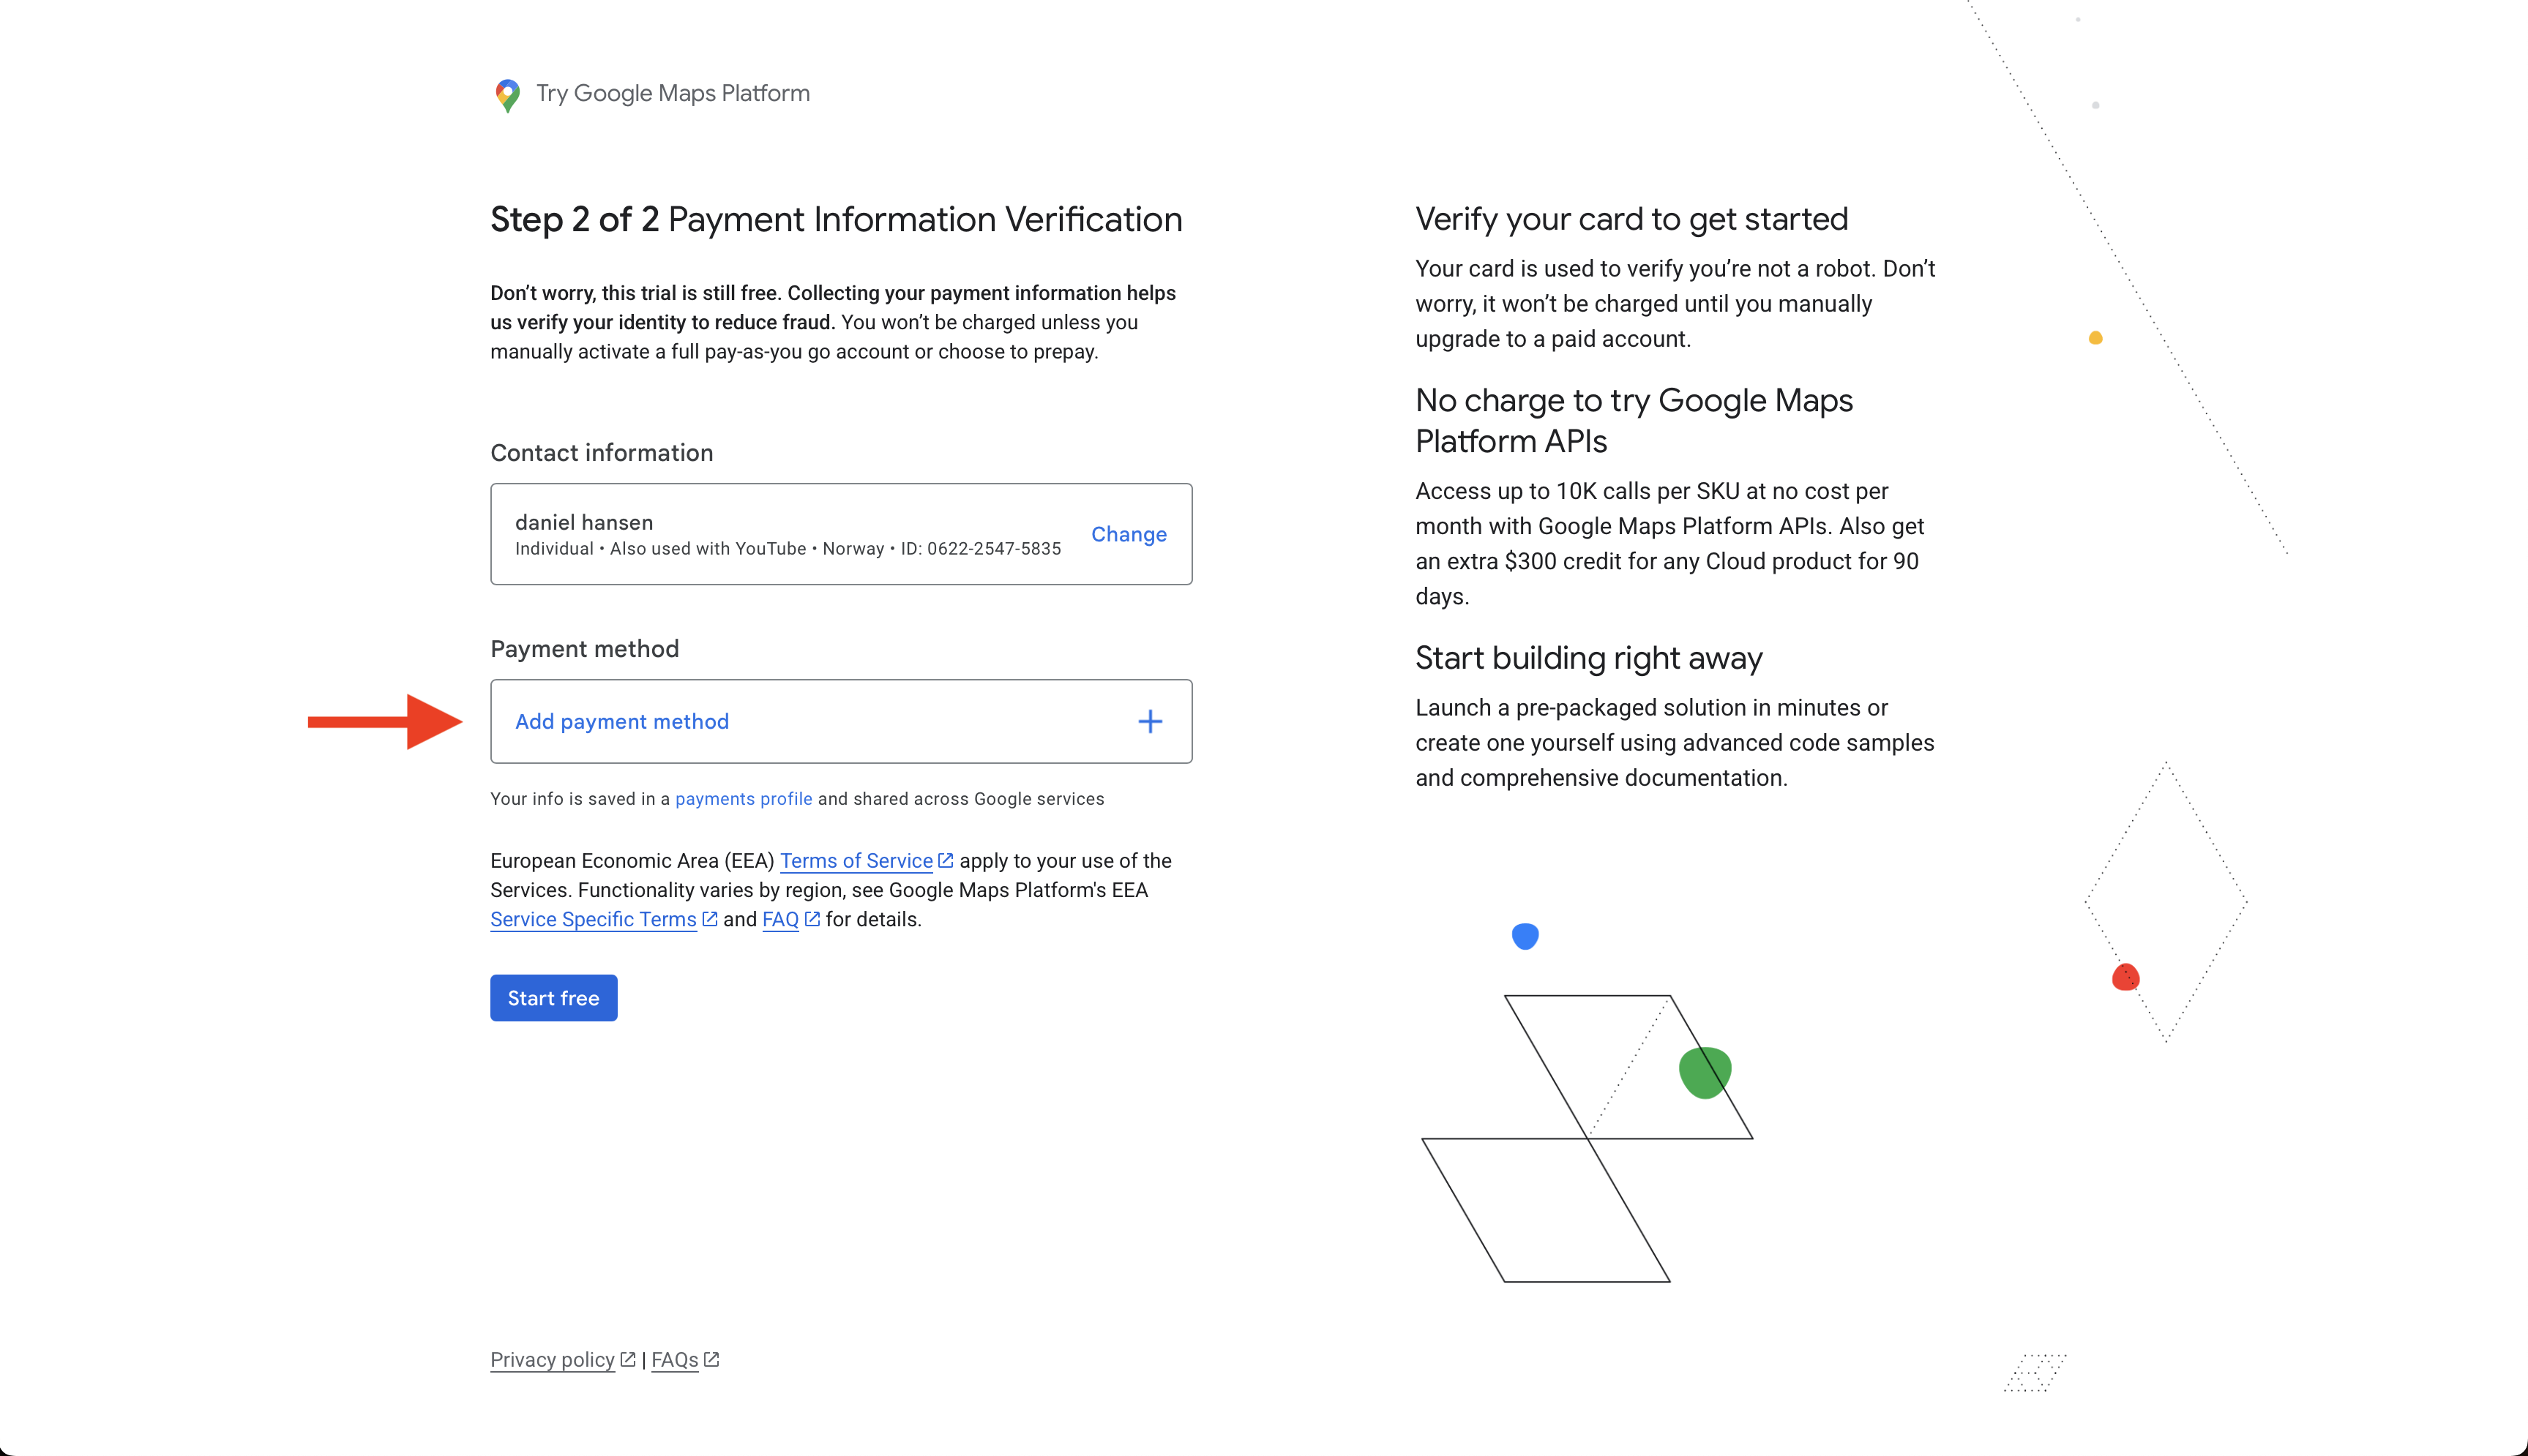 Try Google Maps Platform
Step 2 of 2 Payment Information Verification
Don’t worry, this trial is still free. Collecting your payment information helps
us verify your identity to reduce fraud. You won’t be charged unless you
manually activate a full pay-as-you go account or choose to prepay.
Contact information
daniel hansen
Individual • Also used with YouTube • Norway • ID: 0622-2547-5835
Change
Payment method
Add payment method
Your info is saved in a payments profile and shared across Google services
European Economic Area (EEA) Terms of Service apply to your use of the
Services. Functionality varies by region, see Google Maps Platform's EEA
Service Specific Terms and FAQ for details.
Start free
Verify your card to get started
Your card is used to verify you’re not a robot. Don’t
worry, it won’t be charged until you manually
upgrade to a paid account.
No charge to try Google Maps
Platform APIs
Access up to 10K calls per SKU at no cost per
month with Google Maps Platform APIs. Also get
an extra $300 credit for any Cloud product for 90
days.
Start building right away
Launch a pre-packaged solution in minutes or
create one yourself using advanced code samples
and comprehensive documentation.
Privacy policy | FAQs